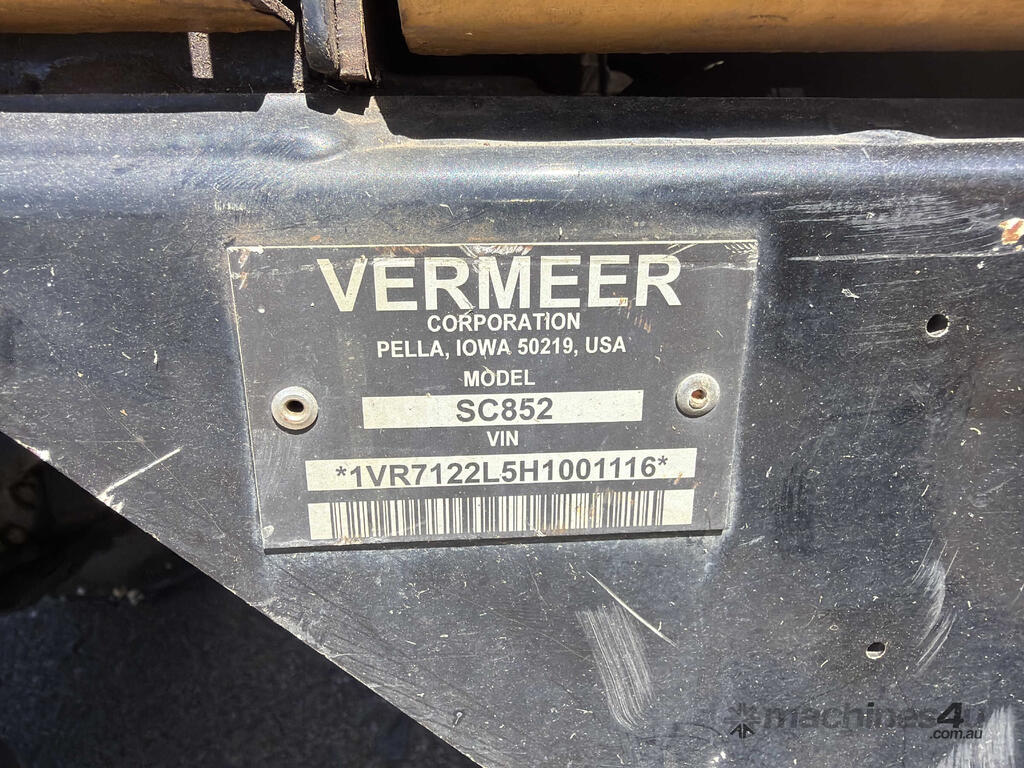 VERMEER
CORPORATION
PELLA, IOWA 50219, USA
MODEL
SC852
VIN
*1VR7122L5H1001116*
machines4u
.com.au